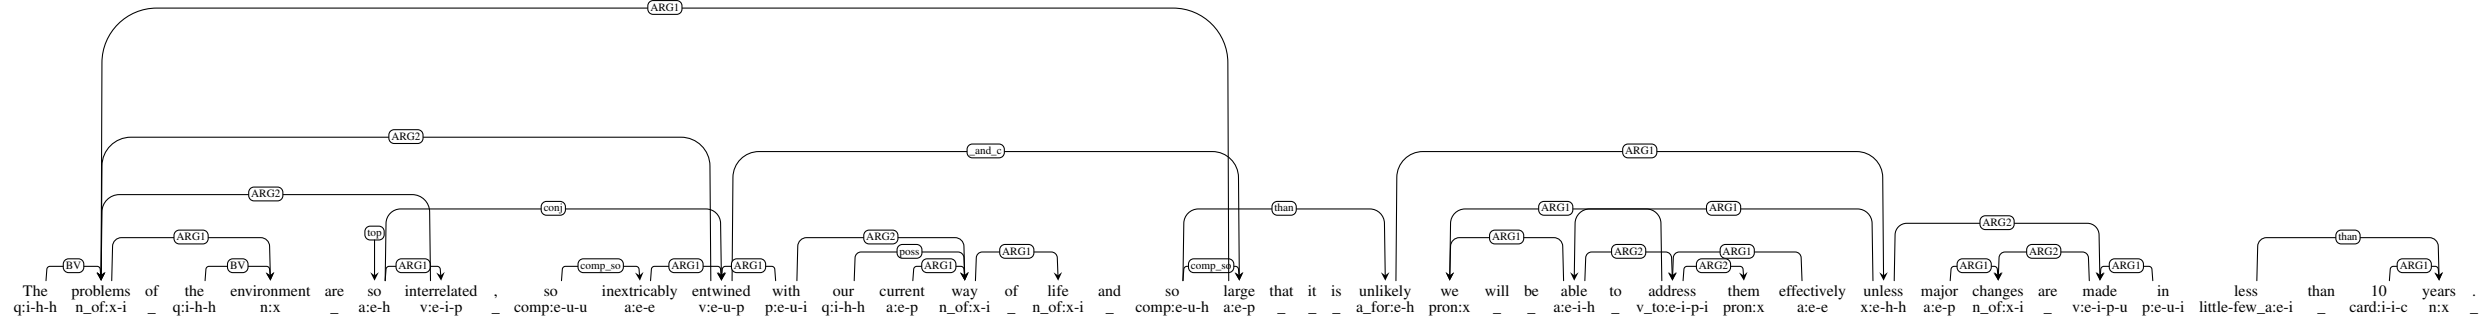 ARG1
ARG2
_and_c
ARG1
ARG2
conj
than
ARG1
ARG1
ARG2
top
ARG1
ARG2
poss
ARG1
ARG1
ARG2
ARG1
ARG2
than
BV
BV
ARG1
comp_so
ARG1
ARG1
ARG1
comp_so
ARG2
ARG1
ARG1
ARG1
The problems of the environment are so interrelated , so inextricably entwined with our current way of life and so large that it is unlikely we will be able to address them effectively unless major changes are made in less than 10 years .
q:i-h-h n_of:x-i _ q:i-h-h n:x _ a:e-h v:e-i-p _ comp:e-u-u a:e-e v:e-u-p p:e-u-i q:i-h-h a:e-p n_of:x-i _ n_of:x-i _ comp:e-u-h a:e-p _ _ _ a_for:e-h pron:x _ _ a:e-i-h _ v_to:e-i-p-i pron:x a:e-e x:e-h-h a:e-p n_of:x-i _ v:e-i-p-u p:e-u-i little-few_a:e-i _ card:i-i-c n:x _